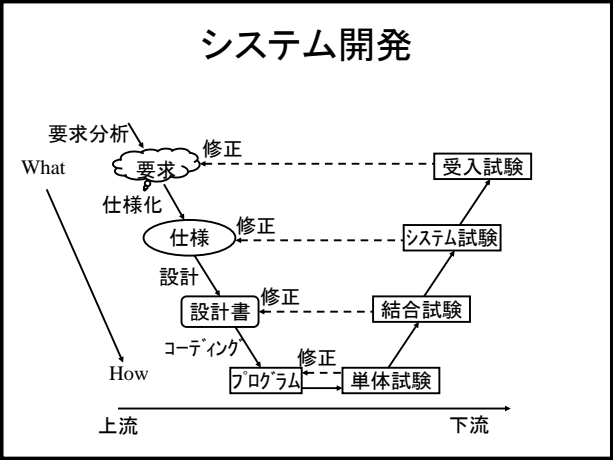 システム開発
要求分析
What
要求
修正
受入試験
仕様化
仕様
修正
ｼｽﾃﾑ試験
設計
設計書
修正
結合試験
ｺｰﾃﾞｨﾝｸﾞ
How
ﾌﾟﾛｸﾞﾗﾑ
修正
単体試験
上流
下流